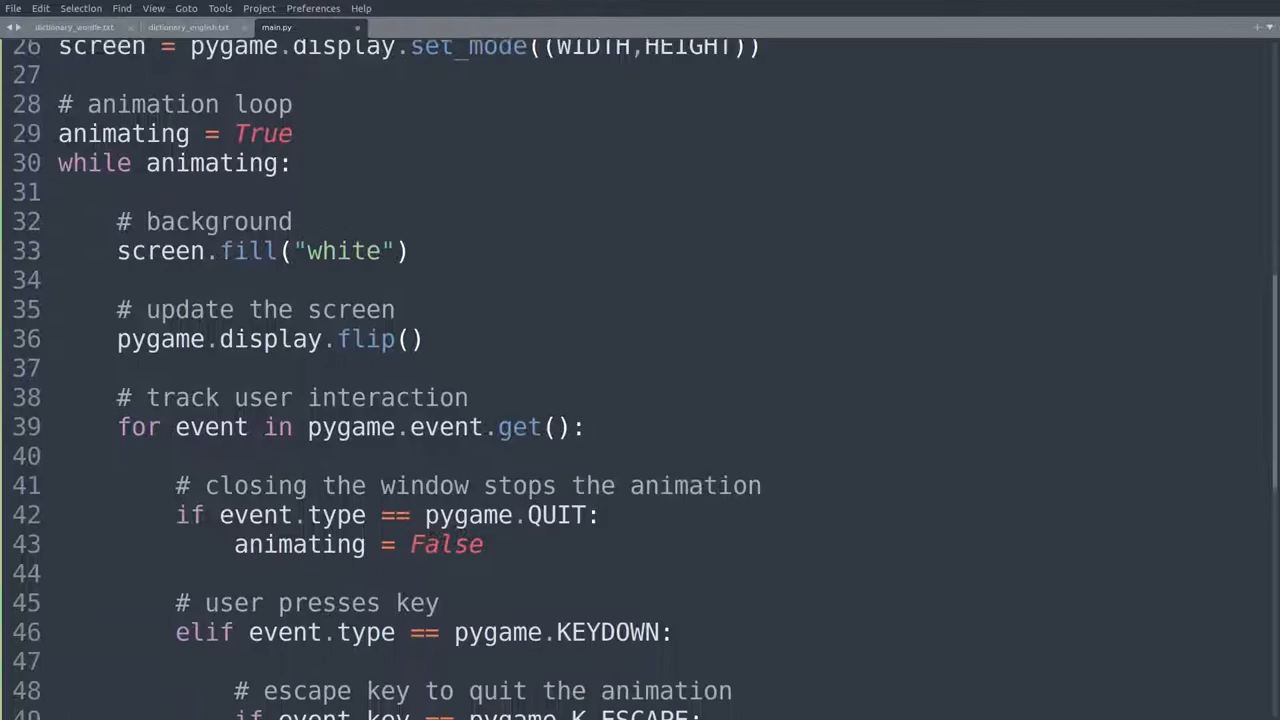 File Edit Selection Find View Goto Tools Project Preferences Help
dictionary_wordle.txt dictionary_english.txt main.py
26 screen = pygame.display.set_mode((WIDTH,HEIGHT))
27
28 # animation loop
29 animating = True
30 while animating:
31
32 # background
33 screen.fill("white")
34
35 # update the screen
36 pygame.display.flip()
37
38 # track user interaction
39 for event in pygame.event.get():
40
41 # closing the window stops the animation
42 if event.type == pygame.QUIT:
43 animating = False
44
45 # user presses key
46 elif event.type == pygame.KEYDOWN:
47
48 # escape key to quit the animation
49 if event.key == pygame.K_ESCAPE: